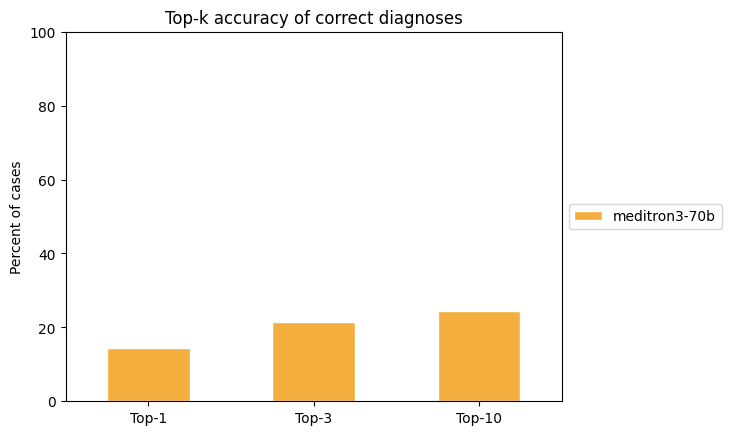 Top-k accuracy of correct diagnoses
100
80
60
40
20
0
Percent of cases
Top-1
Top-3
Top-10
meditron3-70b